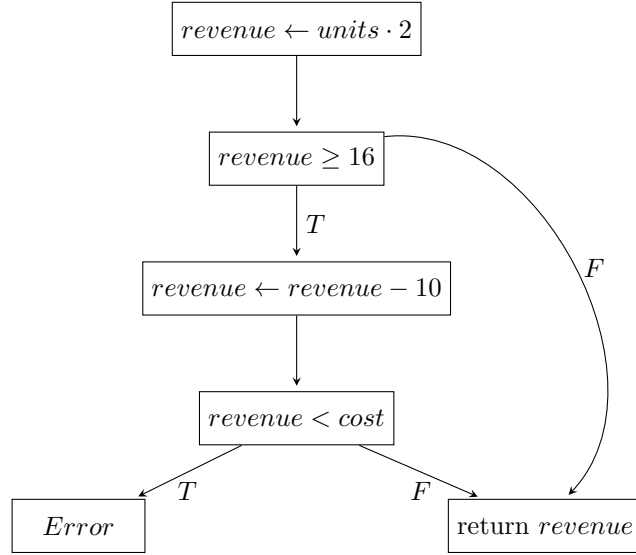 revenue ← units · 2
revenue ≥ 16
T
F
revenue ← revenue − 10
revenue < cost
T
F
Error
return revenue